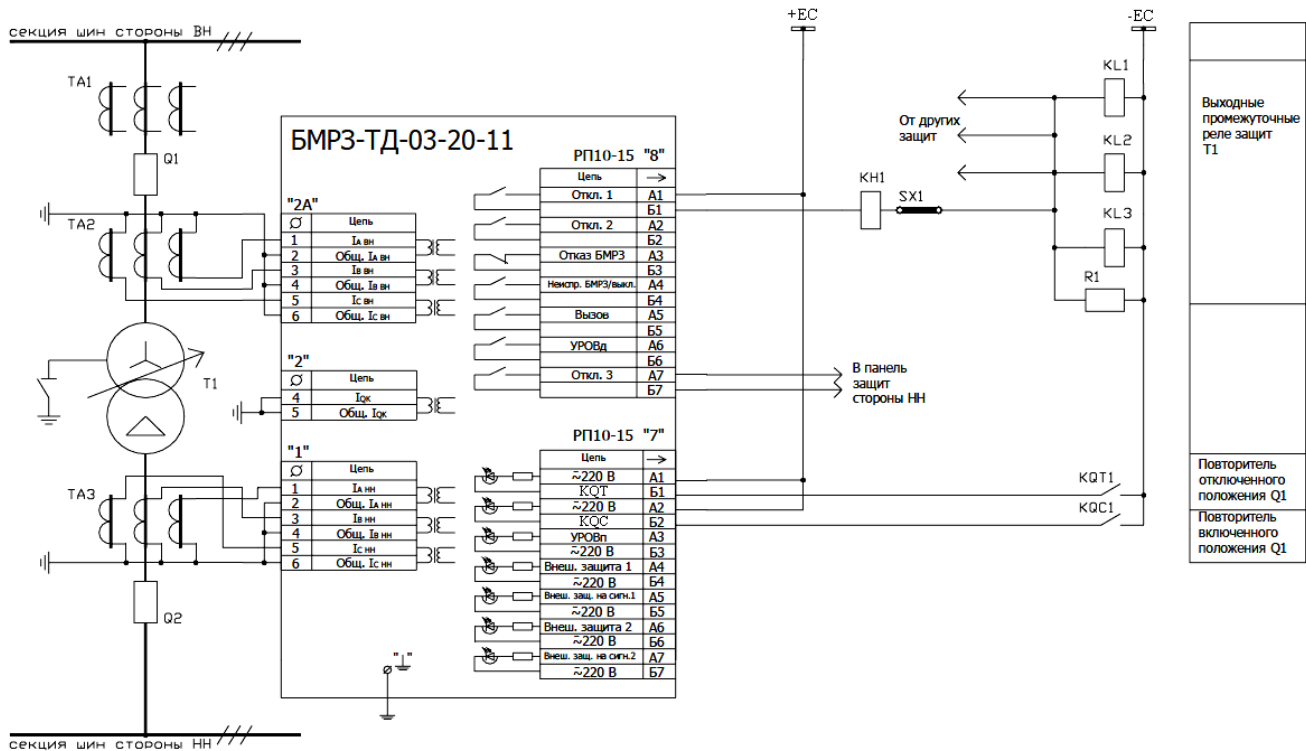 +ЕС
-ЕС
секция шин стороны ВН
TA1
Q1
TA2
T1
TA3
Q2
секция шин стороны НН
БМРЗ-ТД-03-20-11
РП10-15 "8"
Цепь
Откл. 1 А1
Б1
Откл. 2 А2
Б2
Отказ БМРЗ А3
Б3
Неиспр. БМРЗ/выкл. А4
Б4
Вызов А5
Б5
УРОВд А6
Б6
Откл. 3 А7
Б7
"2А"
Ø Цепь
1 IА ВН
2 Общ. IА ВН
3 IВ ВН
4 Общ. IВ ВН
5 IС ВН
6 Общ. IС ВН
"2"
Ø Цепь
4 IQK
5 Общ. IQK
"1"
Ø Цепь
1 IА НН
2 Общ. IА НН
3 IВ НН
4 Общ. IВ НН
5 IС НН
6 Общ. IС НН
РП10-15 "7"
Цепь
~220 В А1
KQT Б1
~220 В А2
KQC Б2
УРОВп А3
~220 В Б3
Внеш. защита 1 А4
~220 В Б4
Внеш. защ. на сигн.1 А5
~220 В Б5
Внеш. защита 2 А6
~220 В Б6
Внеш. защ. на сигн.2 А7
~220 В Б7
"⊥"
От других
защит
KH1
SX1
KL1
KL2
KL3
R1
В панель
защит
стороны НН
KQT1
KQC1
Выходные
промежуточные
реле защит
Т1
Повторитель
отключенного
положения Q1
Повторитель
включенного
положения Q1